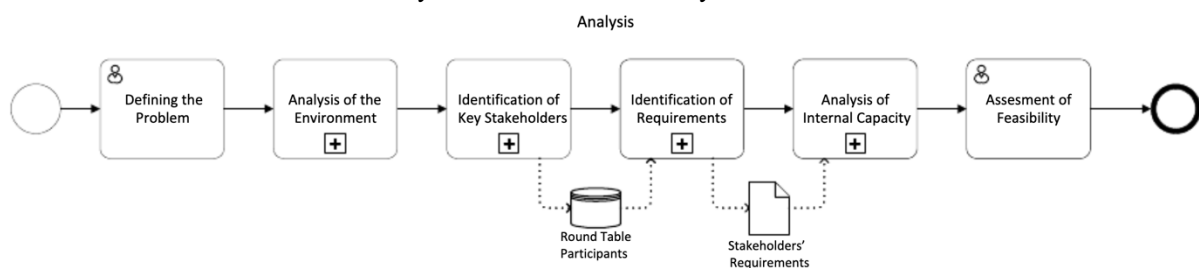 Analysis
Defining the
Problem
Analysis of the
Environment
Identification of
Key Stakeholders
Identification of
Requirements
Analysis of
Internal Capacity
Assesment of
Feasibility
Round Table
Participants
Stakeholders'
Requirements